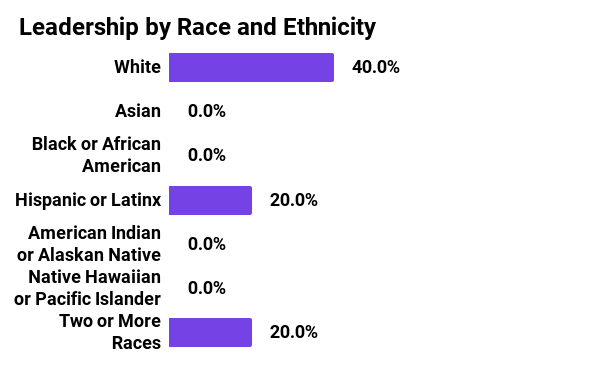 Leadership by Race and Ethnicity
White 40.0%
Asian 0.0%
Black or African
American 0.0%
Hispanic or Latinx 20.0%
American Indian
or Alaskan Native 0.0%
Native Hawaiian
or Pacific Islander 0.0%
Two or More
Races 20.0%